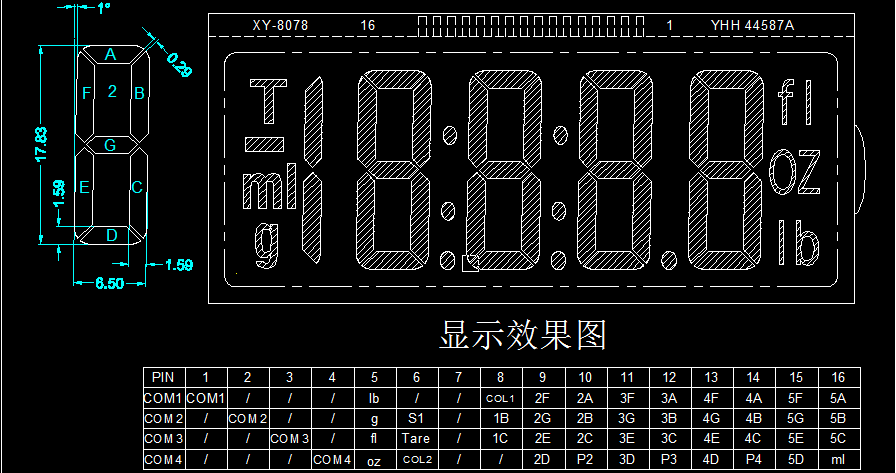 1°
XY-8078 16 1 YHH 44587A
A
0.29
F 2 B
17.83
G
1.59
E C
D
1.59
6.50
T
ml
g
18:8:8.8
fl
oz
lb
显示效果图
PIN 1 2 3 4 5 6 7 8 9 10 11 12 13 14 15 16
COM1 COM1 / / / lb / / COL1 2F 2A 3F 3A 4F 4A 5F 5A
COM2 / COM2 / / g S1 / 1B 2G 2B 3G 3B 4G 4B 5G 5B
COM3 / / COM3 / fl Tare / 1C 2E 2C 3E 3C 4E 4C 5E 5C
COM4 / / / COM4 oz COL2 / / 2D P2 3D P3 4D P4 5D ml